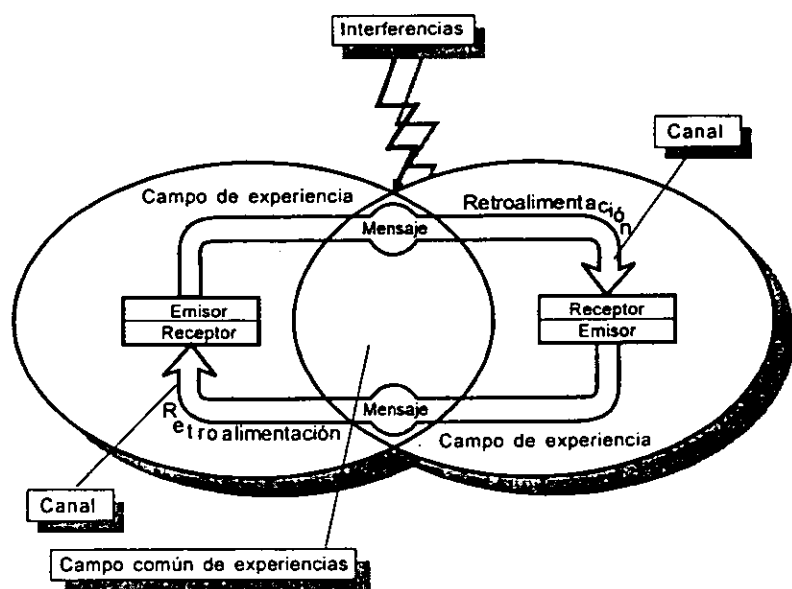 Interferencias
Canal
Campo de experiencia
Retroalimentación
Mensaje
Emisor
Receptor
Receptor
Emisor
Mensaje
Retroalimentación
Campo de experiencia
Canal
Campo común de experiencias